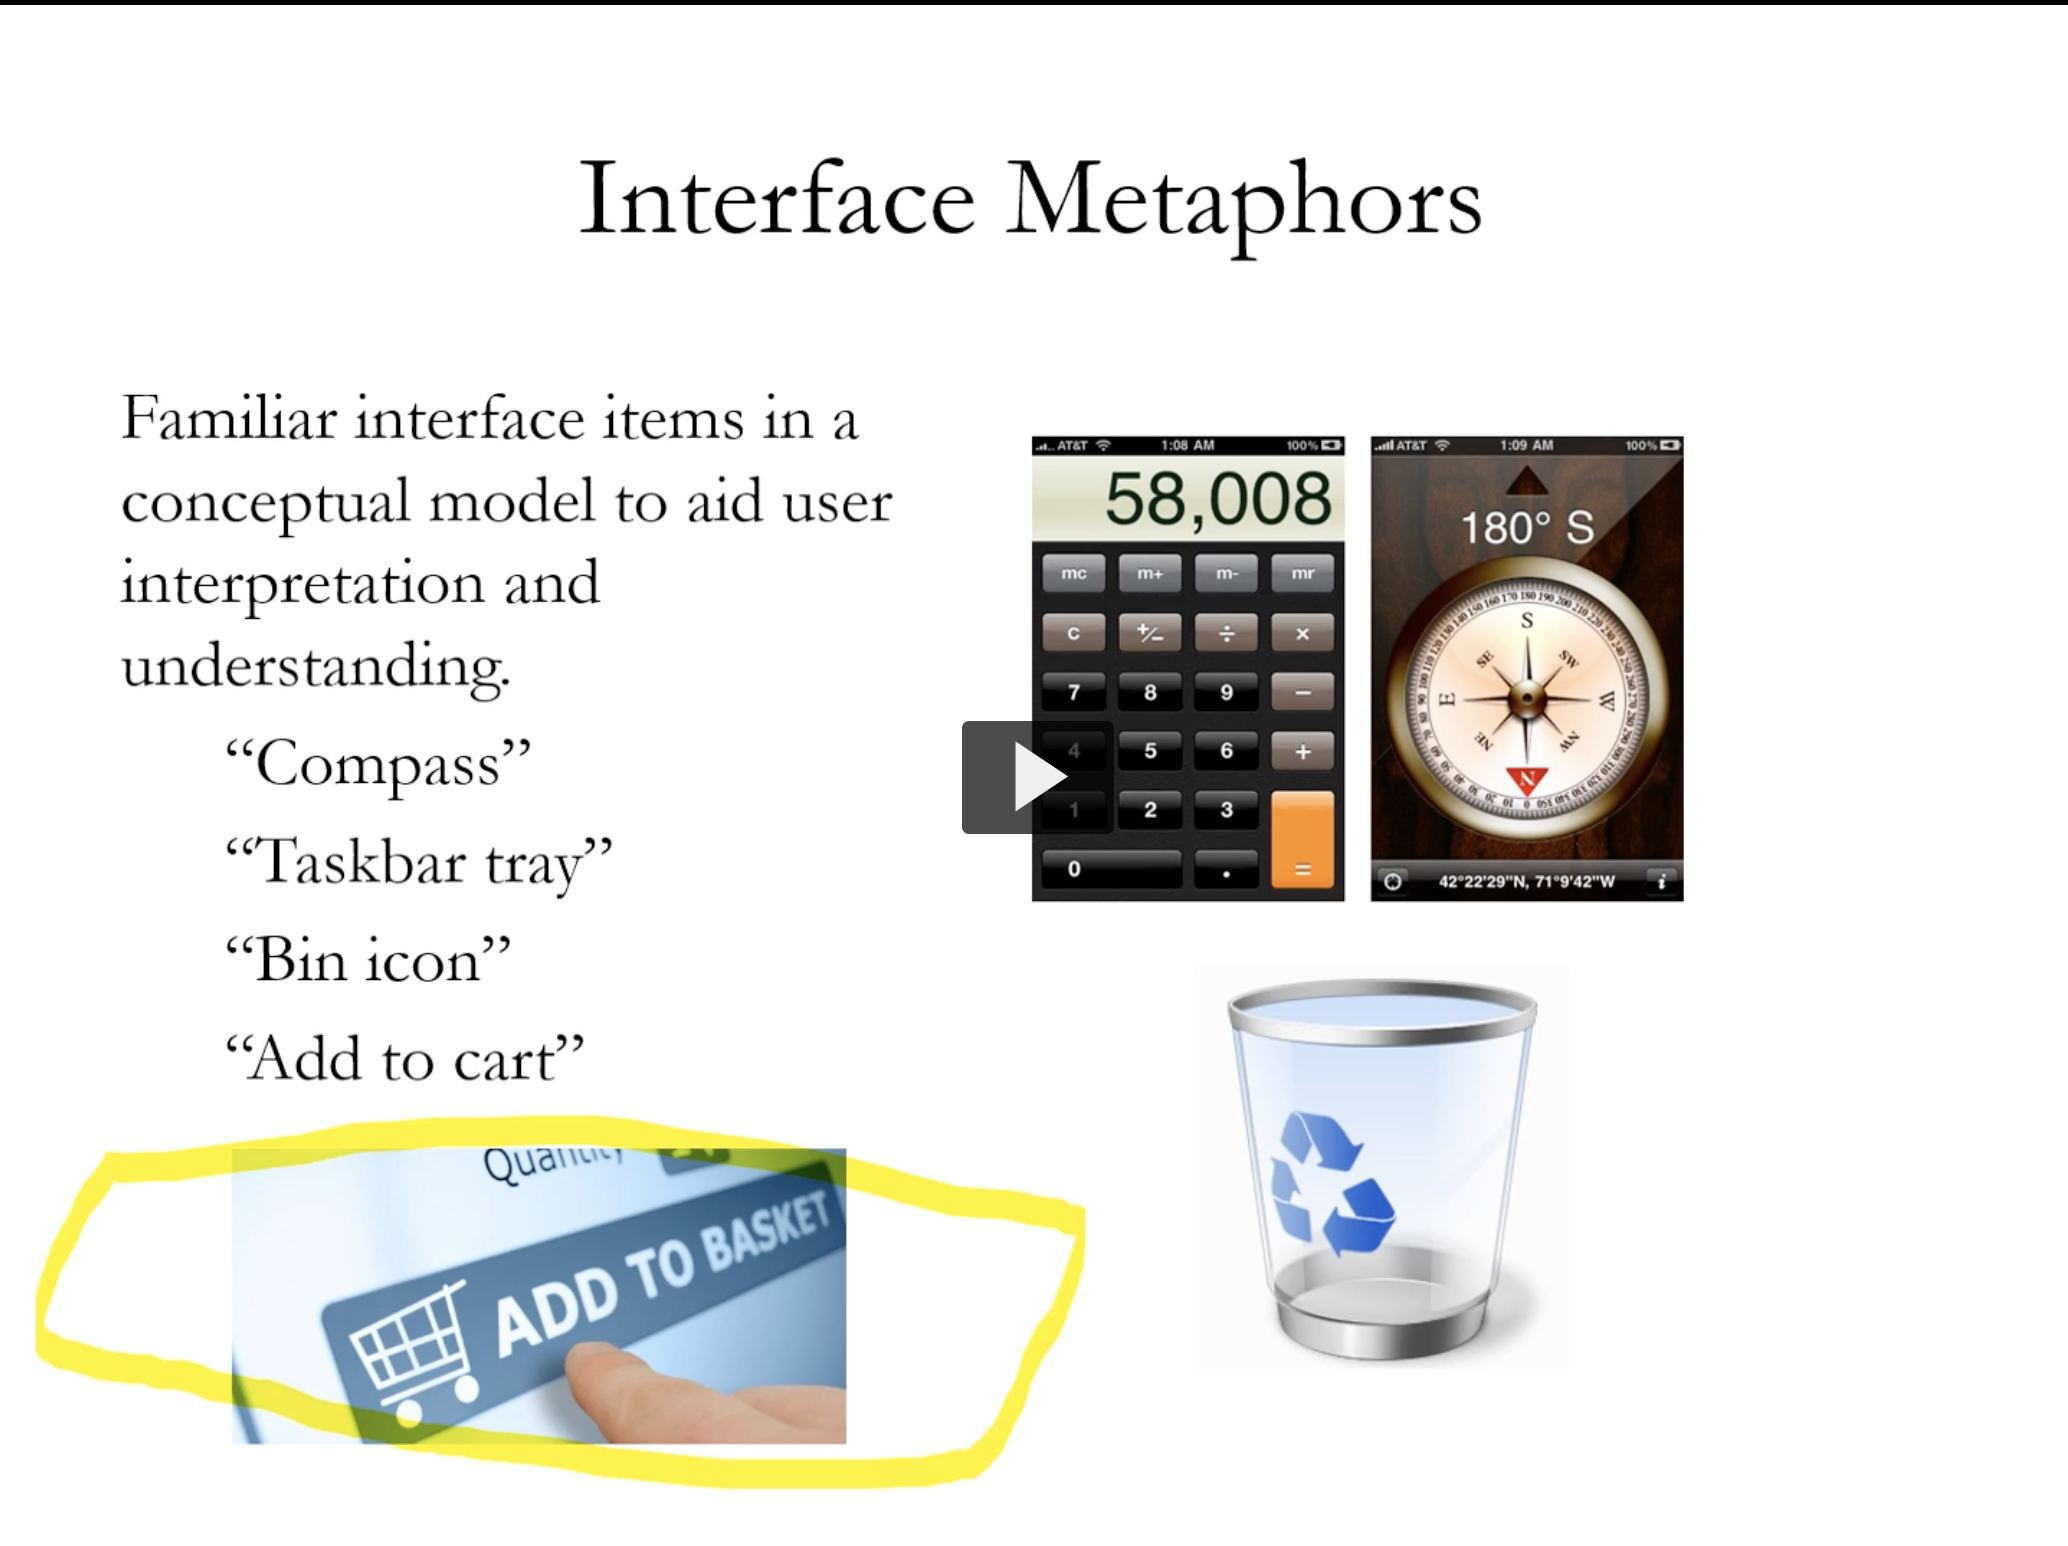 Interface Metaphors
Familiar interface items in a
conceptual model to aid user
interpretation and
understanding.
“Compass”
“Taskbar tray”
“Bin icon”
“Add to cart”
Quantity
ADD TO BASKET
AT&T 1:08 AM 100%
58,008
mc m+ m- mr
c +/− ÷ ×
7 8 9 −
4 5 6 +
1 2 3
0 . =
AT&T 1:09 AM 100%
180° S
S
SE SW
E W
NE NW
N
42°22'29"N, 71°9'42"W
i